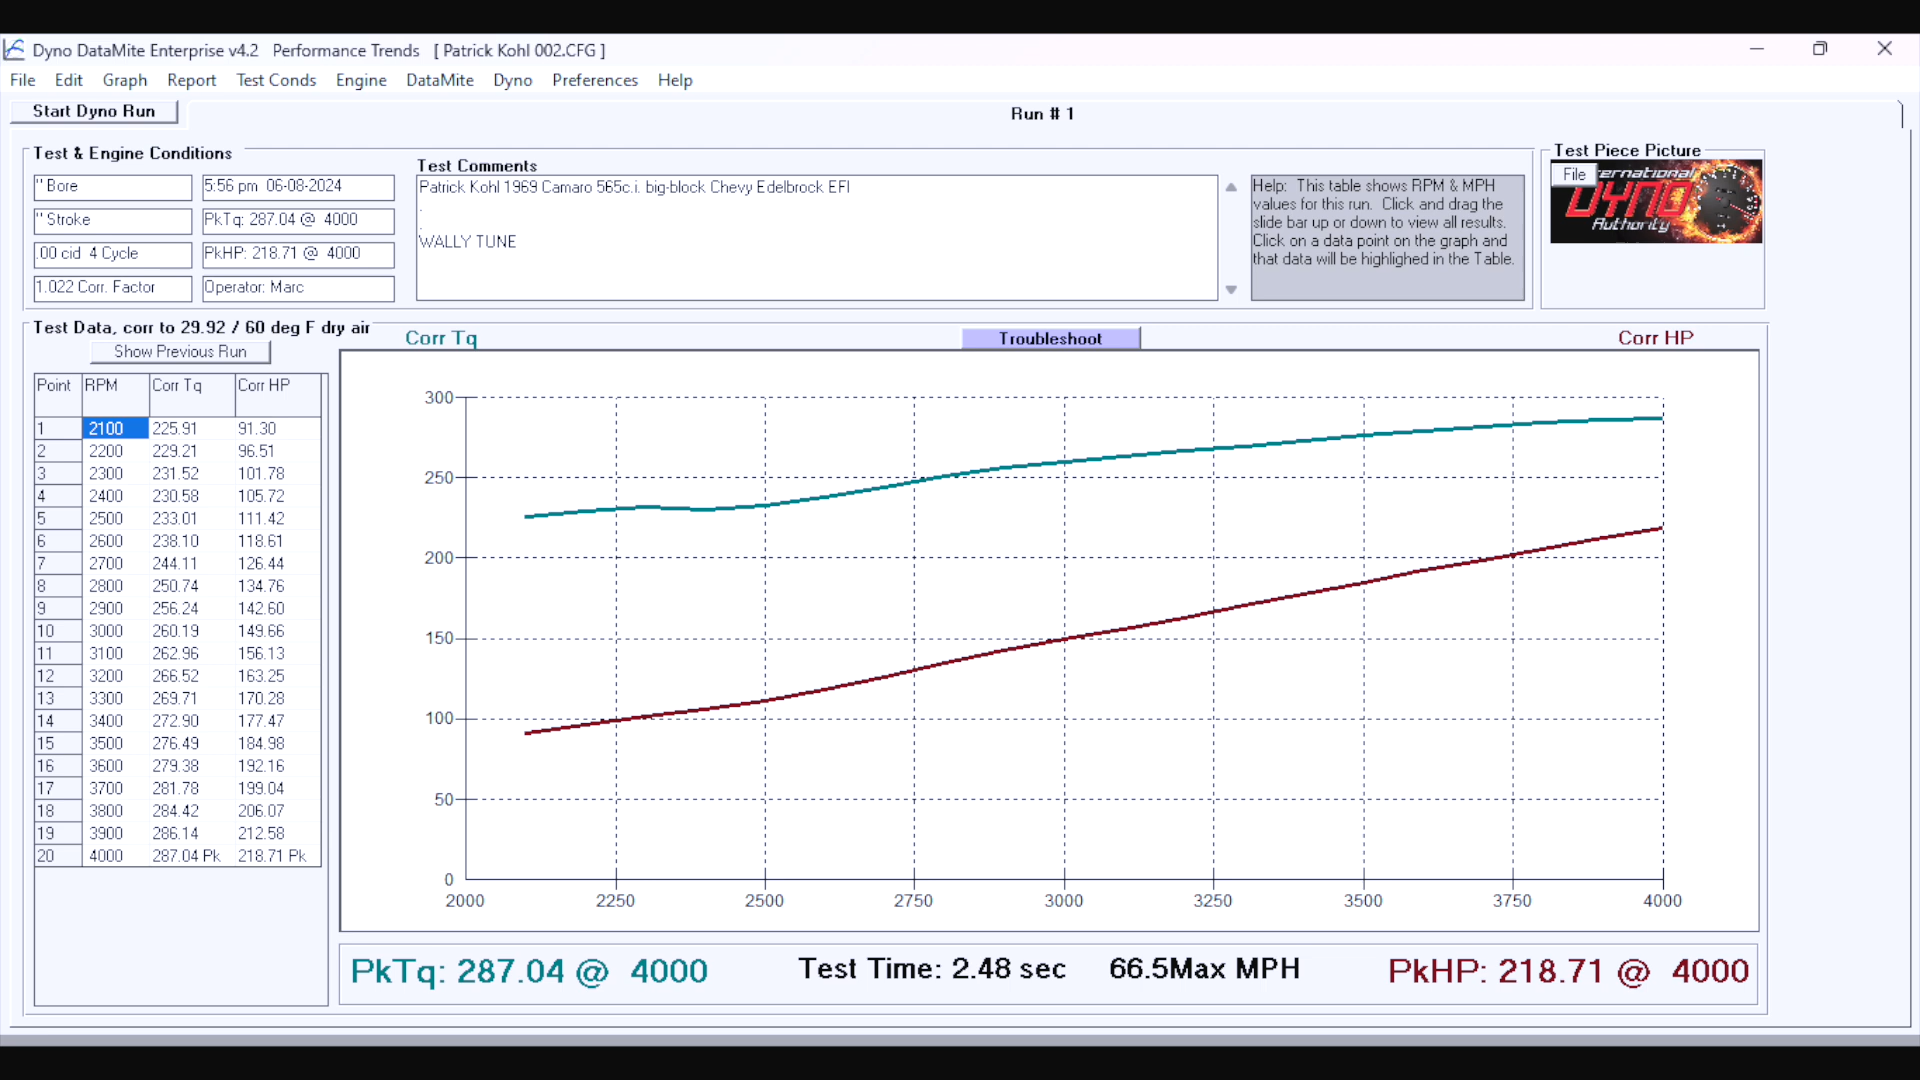 Dyno DataMite Enterprise v4.2   Performance Trends   [ Patrick Kohl 002.CFG ]
File Edit Graph Report Test Conds Engine DataMite Dyno Preferences Help
Start Dyno Run
Run # 1
Test & Engine Conditions
" Bore
5:56 pm  06-08-2024
" Stroke
PkTq: 287.04 @  4000
.00 cid  4 Cycle
PkHP: 218.71 @  4000
1.022 Corr. Factor
Operator: Marc
Test Comments
Patrick Kohl 1969 Camaro 565c.i. big-block Chevy Edelbrock EFI
.
.
WALLY TUNE
Help:  This table shows RPM & MPH
values for this run.  Click and drag the
slide bar up or down to view all results.
Click on a data point on the graph and
that data will be highlighed in the Table.
Test Piece Picture
File
ernational
DYNO
Authority
Test Data, corr to 29.92 / 60 deg F dry air
Show Previous Run
Corr Tq
Troubleshoot
Corr HP
Point RPM Corr Tq Corr HP
1 2100 225.91 91.30
2 2200 229.21 96.51
3 2300 231.52 101.78
4 2400 230.58 105.72
5 2500 233.01 111.42
6 2600 238.10 118.61
7 2700 244.11 126.44
8 2800 250.74 134.76
9 2900 256.24 142.60
10 3000 260.19 149.66
11 3100 262.96 156.13
12 3200 266.52 163.25
13 3300 269.71 170.28
14 3400 272.90 177.47
15 3500 276.49 184.98
16 3600 279.38 192.16
17 3700 281.78 199.04
18 3800 284.42 206.07
19 3900 286.14 212.58
20 4000 287.04 Pk 218.71 Pk
300
250
200
150
100
50
0
2000 2250 2500 2750 3000 3250 3500 3750 4000
PkTq: 287.04 @  4000
Test Time: 2.48 sec
66.5Max MPH
PkHP: 218.71 @  4000